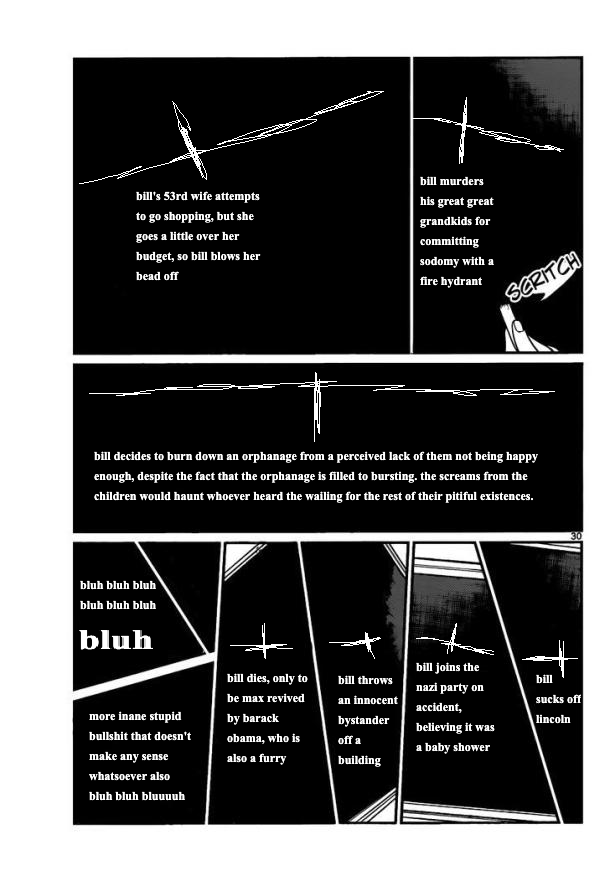 bill's 53rd wife attempts
to go shopping, but she
goes a little over her
budget, so bill blows her
bead off
bill murders
his great great
grandkids for
committing
sodomy with a
fire hydrant
SCRITCH
bill decides to burn down an orphanage from a perceived lack of them not being happy
enough, despite the fact that the orphanage is filled to bursting. the screams from the
children would haunt whoever heard the wailing for the rest of their pitiful existences.
30
bluh bluh bluh
bluh bluh bluh
bluh
more inane stupid
bullshit that doesn't
make any sense
whatsoever also
bluh bluh bluuuuh
bill dies, only to
be max revived
by barack
obama, who is
also a furry
bill throws
an innocent
bystander
off a
building
bill joins the
nazi party on
accident,
believing it was
a baby shower
bill
sucks off
lincoln